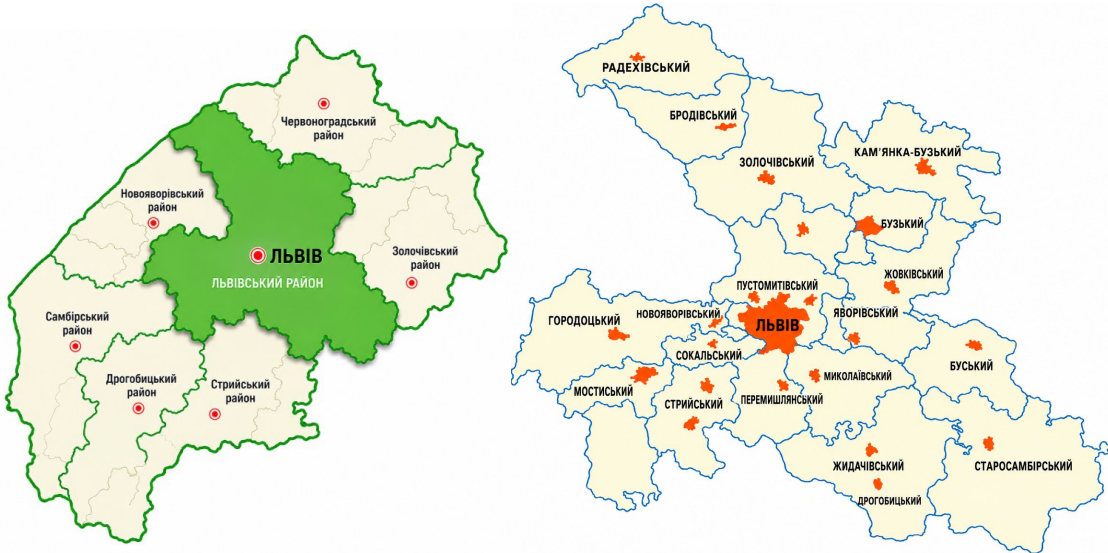 Червоноградський
район
Новояворівський
район
ЛЬВІВ
ЛЬВІВСЬКИЙ РАЙОН
Золочівський
район
Самбірський
район
Дрогобицький
район
Стрийський
район
РАДЕХІВСЬКИЙ
БРОДІВСЬКИЙ
ЗОЛОЧІВСЬКИЙ
КАМ'ЯНКА-БУЗЬКИЙ
БУЗЬКИЙ
ЖОВКІВСЬКИЙ
ПУСТОМИТІВСЬКИЙ
ГОРОДОЦЬКИЙ
НОВОЯВОРІВСЬКИЙ
ЛЬВІВ
ЯВОРІВСЬКИЙ
СОКАЛЬСЬКИЙ
БУСЬКИЙ
МОСТИСЬКИЙ
СТРИЙСЬКИЙ
ПЕРЕМИШЛЯНСЬКИЙ
МИКОЛАЇВСЬКИЙ
ЖИДАЧІВСЬКИЙ
СТАРОСАМБІРСЬКИЙ
ДРОГОБИЦЬКИЙ